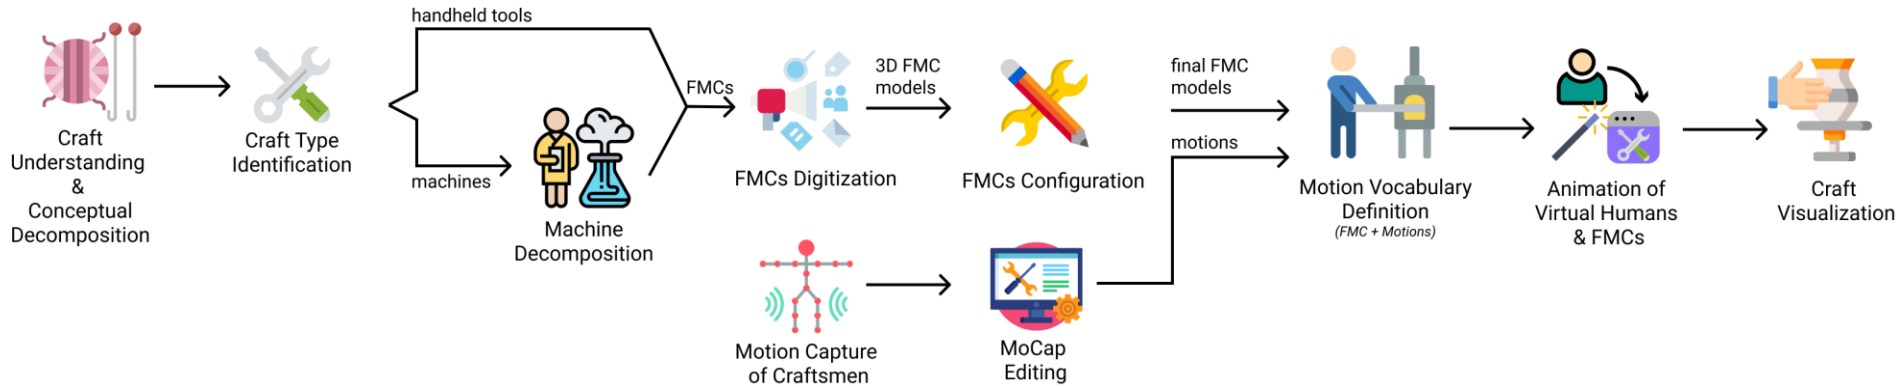 Craft
Understanding
&
Conceptual
Decomposition
Craft Type
Identification
handheld tools
machines
Machine
Decomposition
FMCs
FMCs Digitization
3D FMC
models
FMCs Configuration
Motion Capture
of Craftsmen
MoCap
Editing
final FMC
models
motions
Motion Vocabulary
Definition
(FMC + Motions)
Animation of
Virtual Humans
& FMCs
Craft
Visualization